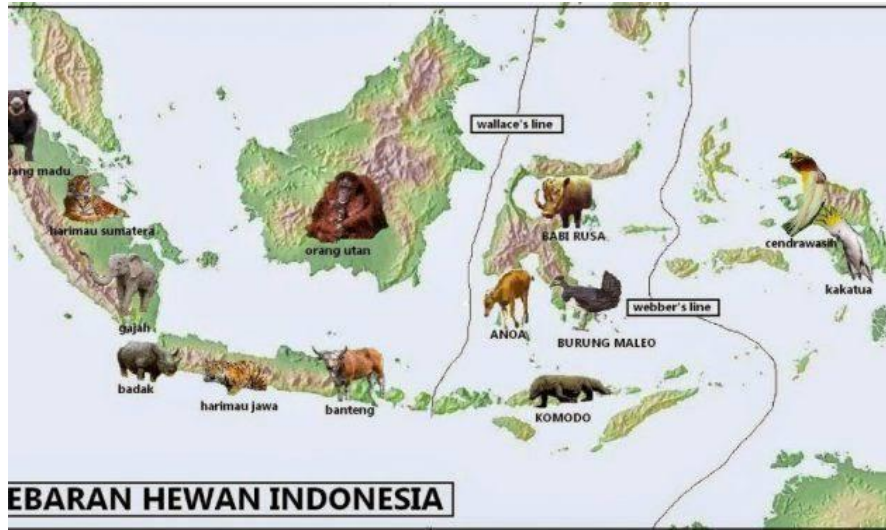 wallace's line
uang madu
harimau sumatera
orang utan
BABI RUSA
cendrawasih
kakatua
gajah
ANOA
BURUNG MALEO
webber's line
badak
harimau jawa
banteng
KOMODO
EBARAN HEWAN INDONESIA